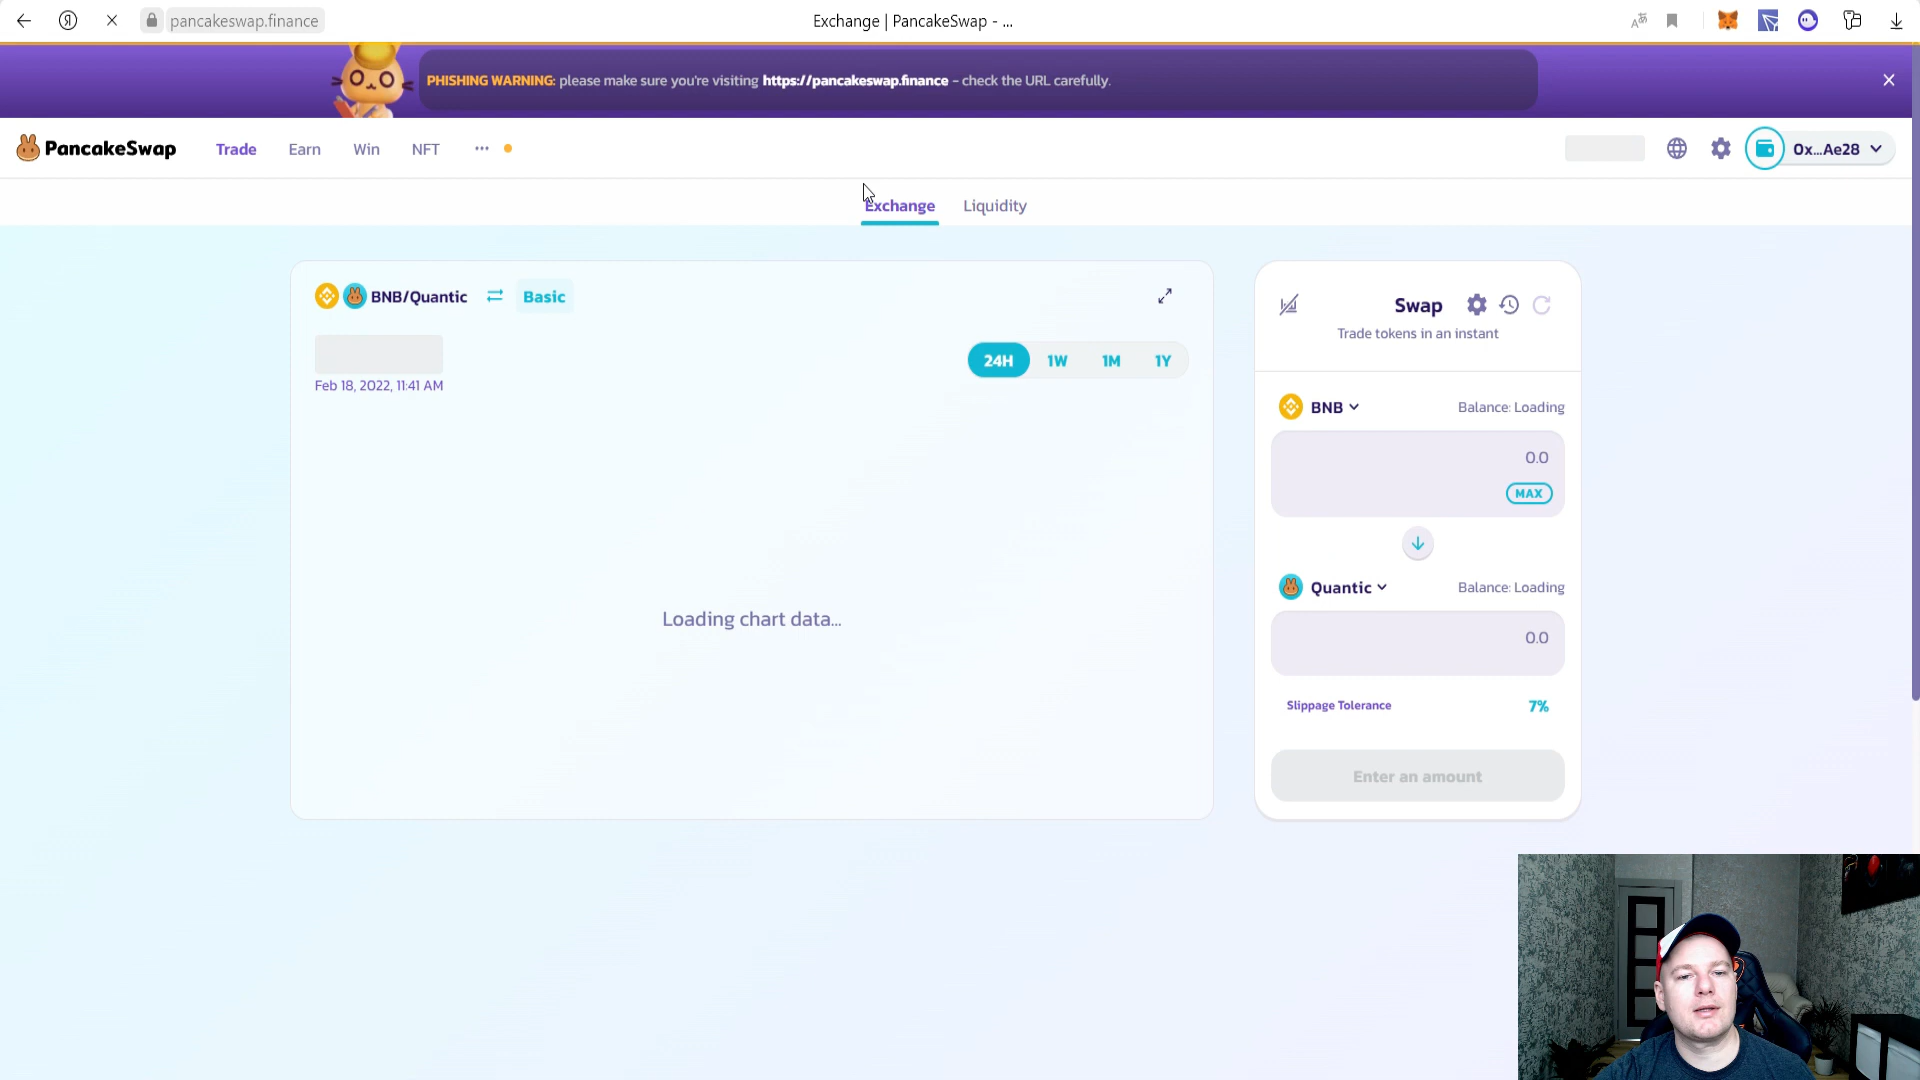 pancakeswap.finance
Exchange | PancakeSwap - ...
PHISHING WARNING: please make sure you're visiting https://pancakeswap.finance - check the URL carefully.
PancakeSwap
Trade
Earn
Win
NFT
0x...Ae28
Exchange
Liquidity
BNB/Quantic
Basic
Feb 18, 2022, 11:41 AM
24H
1W
1M
1Y
Loading chart data...
Swap
Trade tokens in an instant
BNB
Balance: Loading
0.0
MAX
Quantic
Balance: Loading
0.0
Slippage Tolerance
7%
Enter an amount